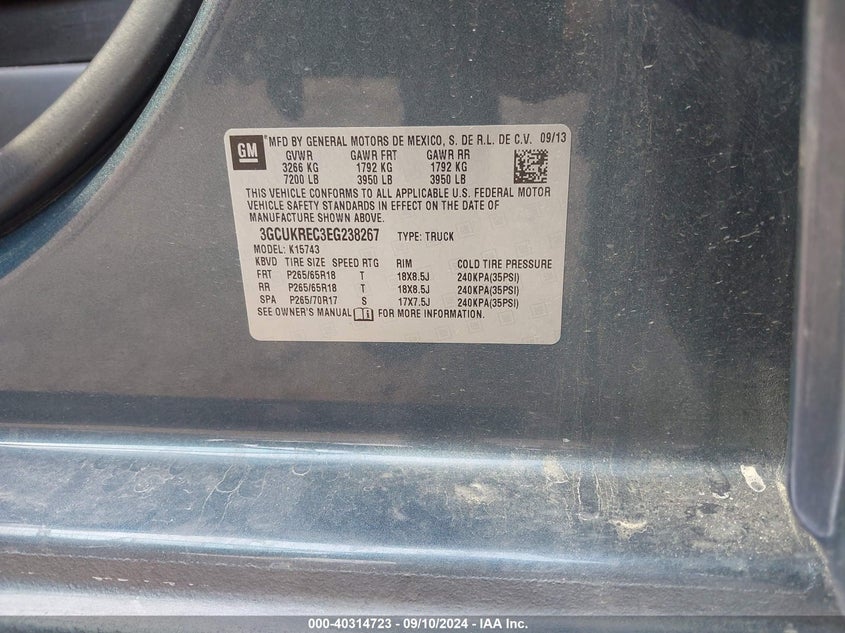 GM ® MFD BY GENERAL MOTORS DE MEXICO, S. DE R.L. DE C.V. 09/13
GVWR GAWR FRT GAWR RR
3266 KG 1792 KG 1792 KG
7200 LB 3950 LB 3950 LB
THIS VEHICLE CONFORMS TO ALL APPLICABLE U.S. FEDERAL MOTOR
VEHICLE SAFETY STANDARDS IN EFFECT ON THE DATE OF
MANUFACTURE SHOWN ABOVE.
3GCUKREC3EG238267 TYPE: TRUCK
MODEL: K15743
KBVD TIRE SIZE SPEED RTG RIM COLD TIRE PRESSURE
FRT P265/65R18 T 18X8.5J 240KPA(35PSI)
RR P265/65R18 T 18X8.5J 240KPA(35PSI)
SPA P265/70R17 S 17X7.5J 240KPA(35PSI)
SEE OWNER'S MANUAL FOR MORE INFORMATION.
000-40314723 - 09/10/2024 - IAA Inc.